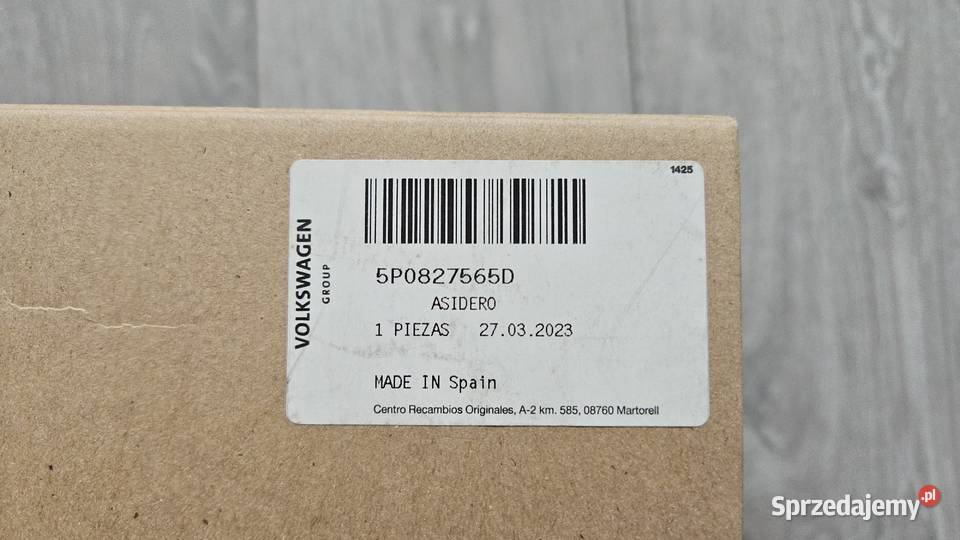 1425
VOLKSWAGEN
GROUP
5P0827565D
ASIDERO
1 PIEZAS 27.03.2023
MADE IN Spain
Centro Recambios Originales, A-2 km. 585, 08760 Martorell
Sprzedajemy.pl